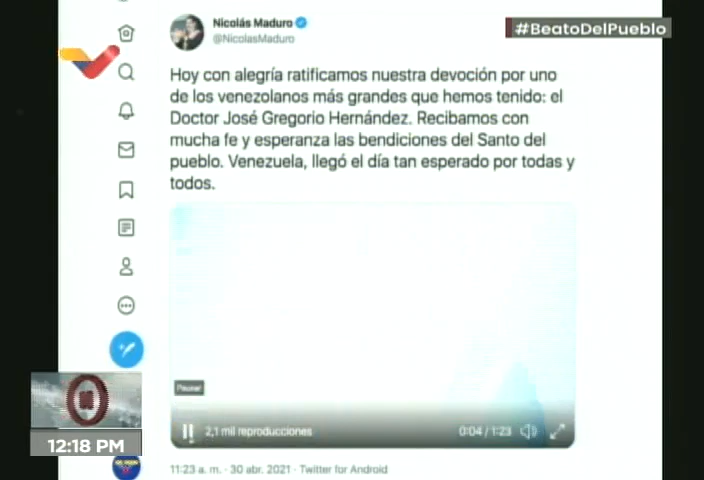 Nicolás Maduro
@NicolasMaduro
#BeatoDelPueblo
Hoy con alegría ratificamos nuestra devoción por uno
de los venezolanos más grandes que hemos tenido: el
Doctor José Gregorio Hernández. Recibamos con
mucha fe y esperanza las bendiciones del Santo del
pueblo. Venezuela, llegó el día tan esperado por todas y
todos.
Pausar
2,1 mil reproducciones
0:04 / 1:23
12:18 PM
11:23 a. m. · 30 abr. 2021 · Twitter for Android